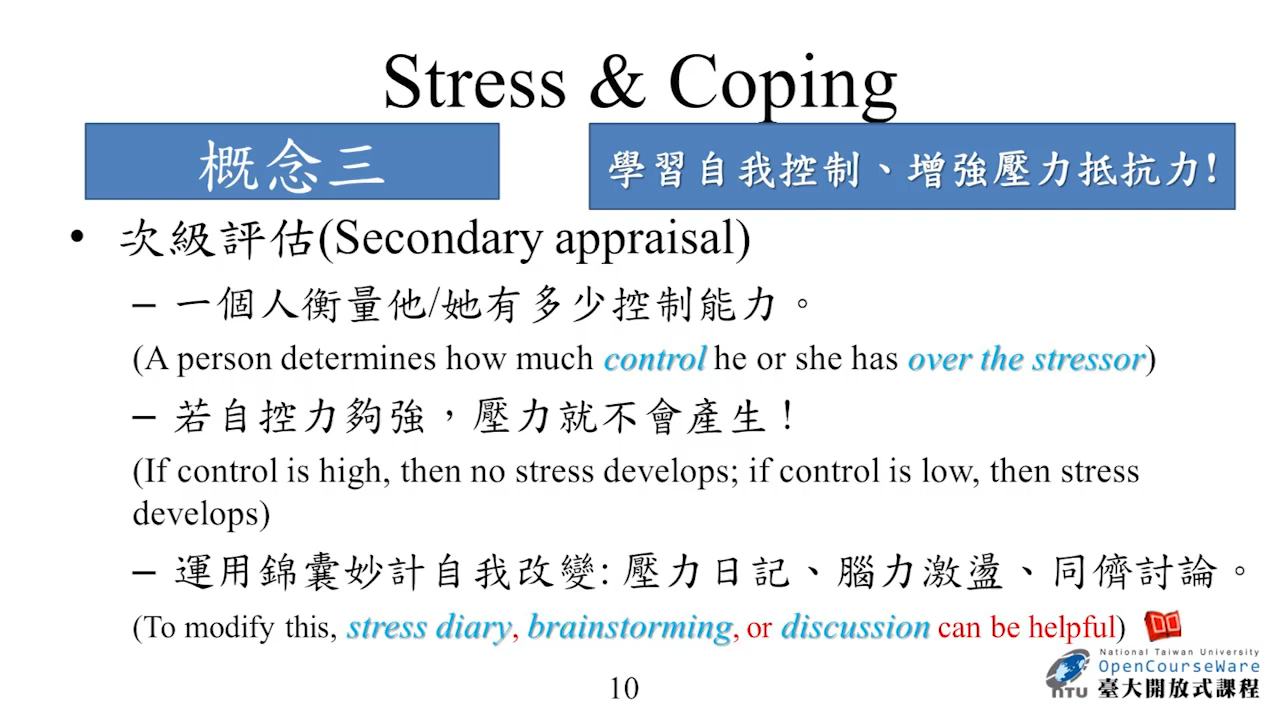 Stress & Coping
概念三
學習自我控制、增強壓力抵抗力!
• 次級評估(Secondary appraisal)
– 一個人衡量他/她有多少控制能力。
(A person determines how much control he or she has over the stressor)
– 若自控力夠強，壓力就不會產生！
(If control is high, then no stress develops; if control is low, then stress
develops)
– 運用錦囊妙計自我改變: 壓力日記、腦力激盪、同儕討論。
(To modify this, stress diary, brainstorming, or discussion can be helpful)
National Taiwan University
OpenCourseWare
NTU 臺大開放式課程
10